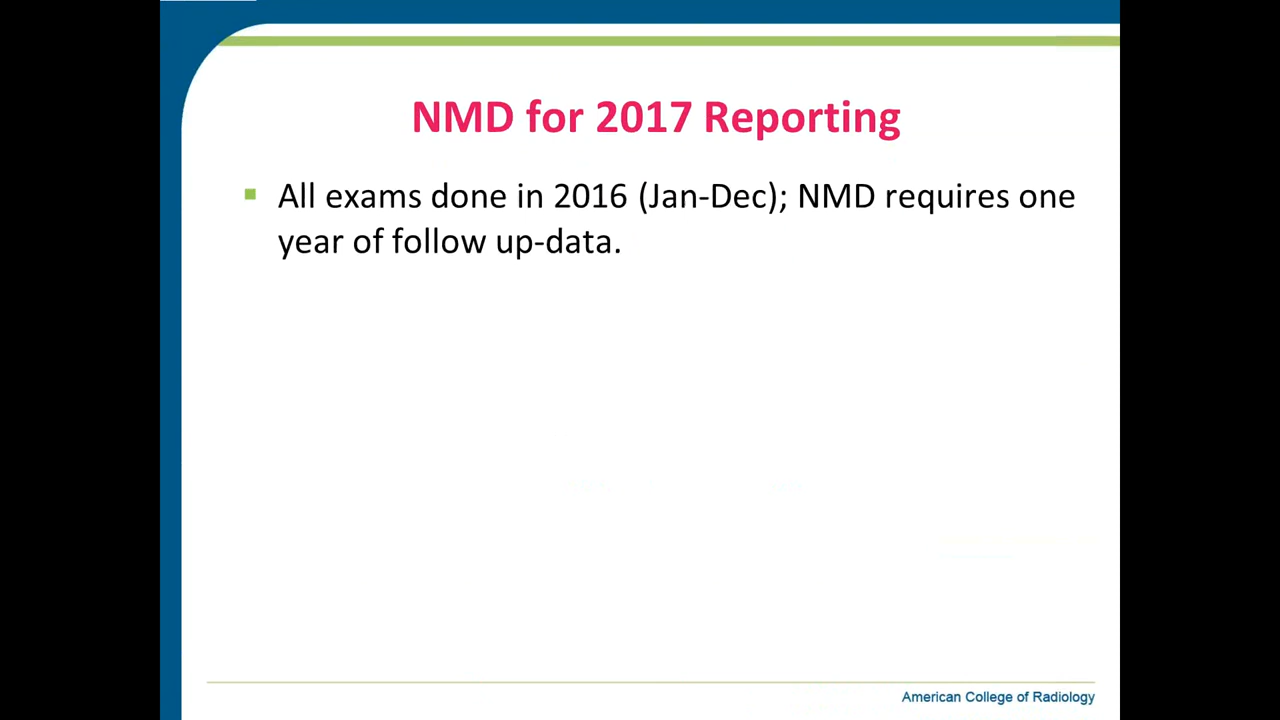 NMD for 2017 Reporting
▪ All exams done in 2016 (Jan-Dec); NMD requires one
year of follow up-data.
American College of Radiology